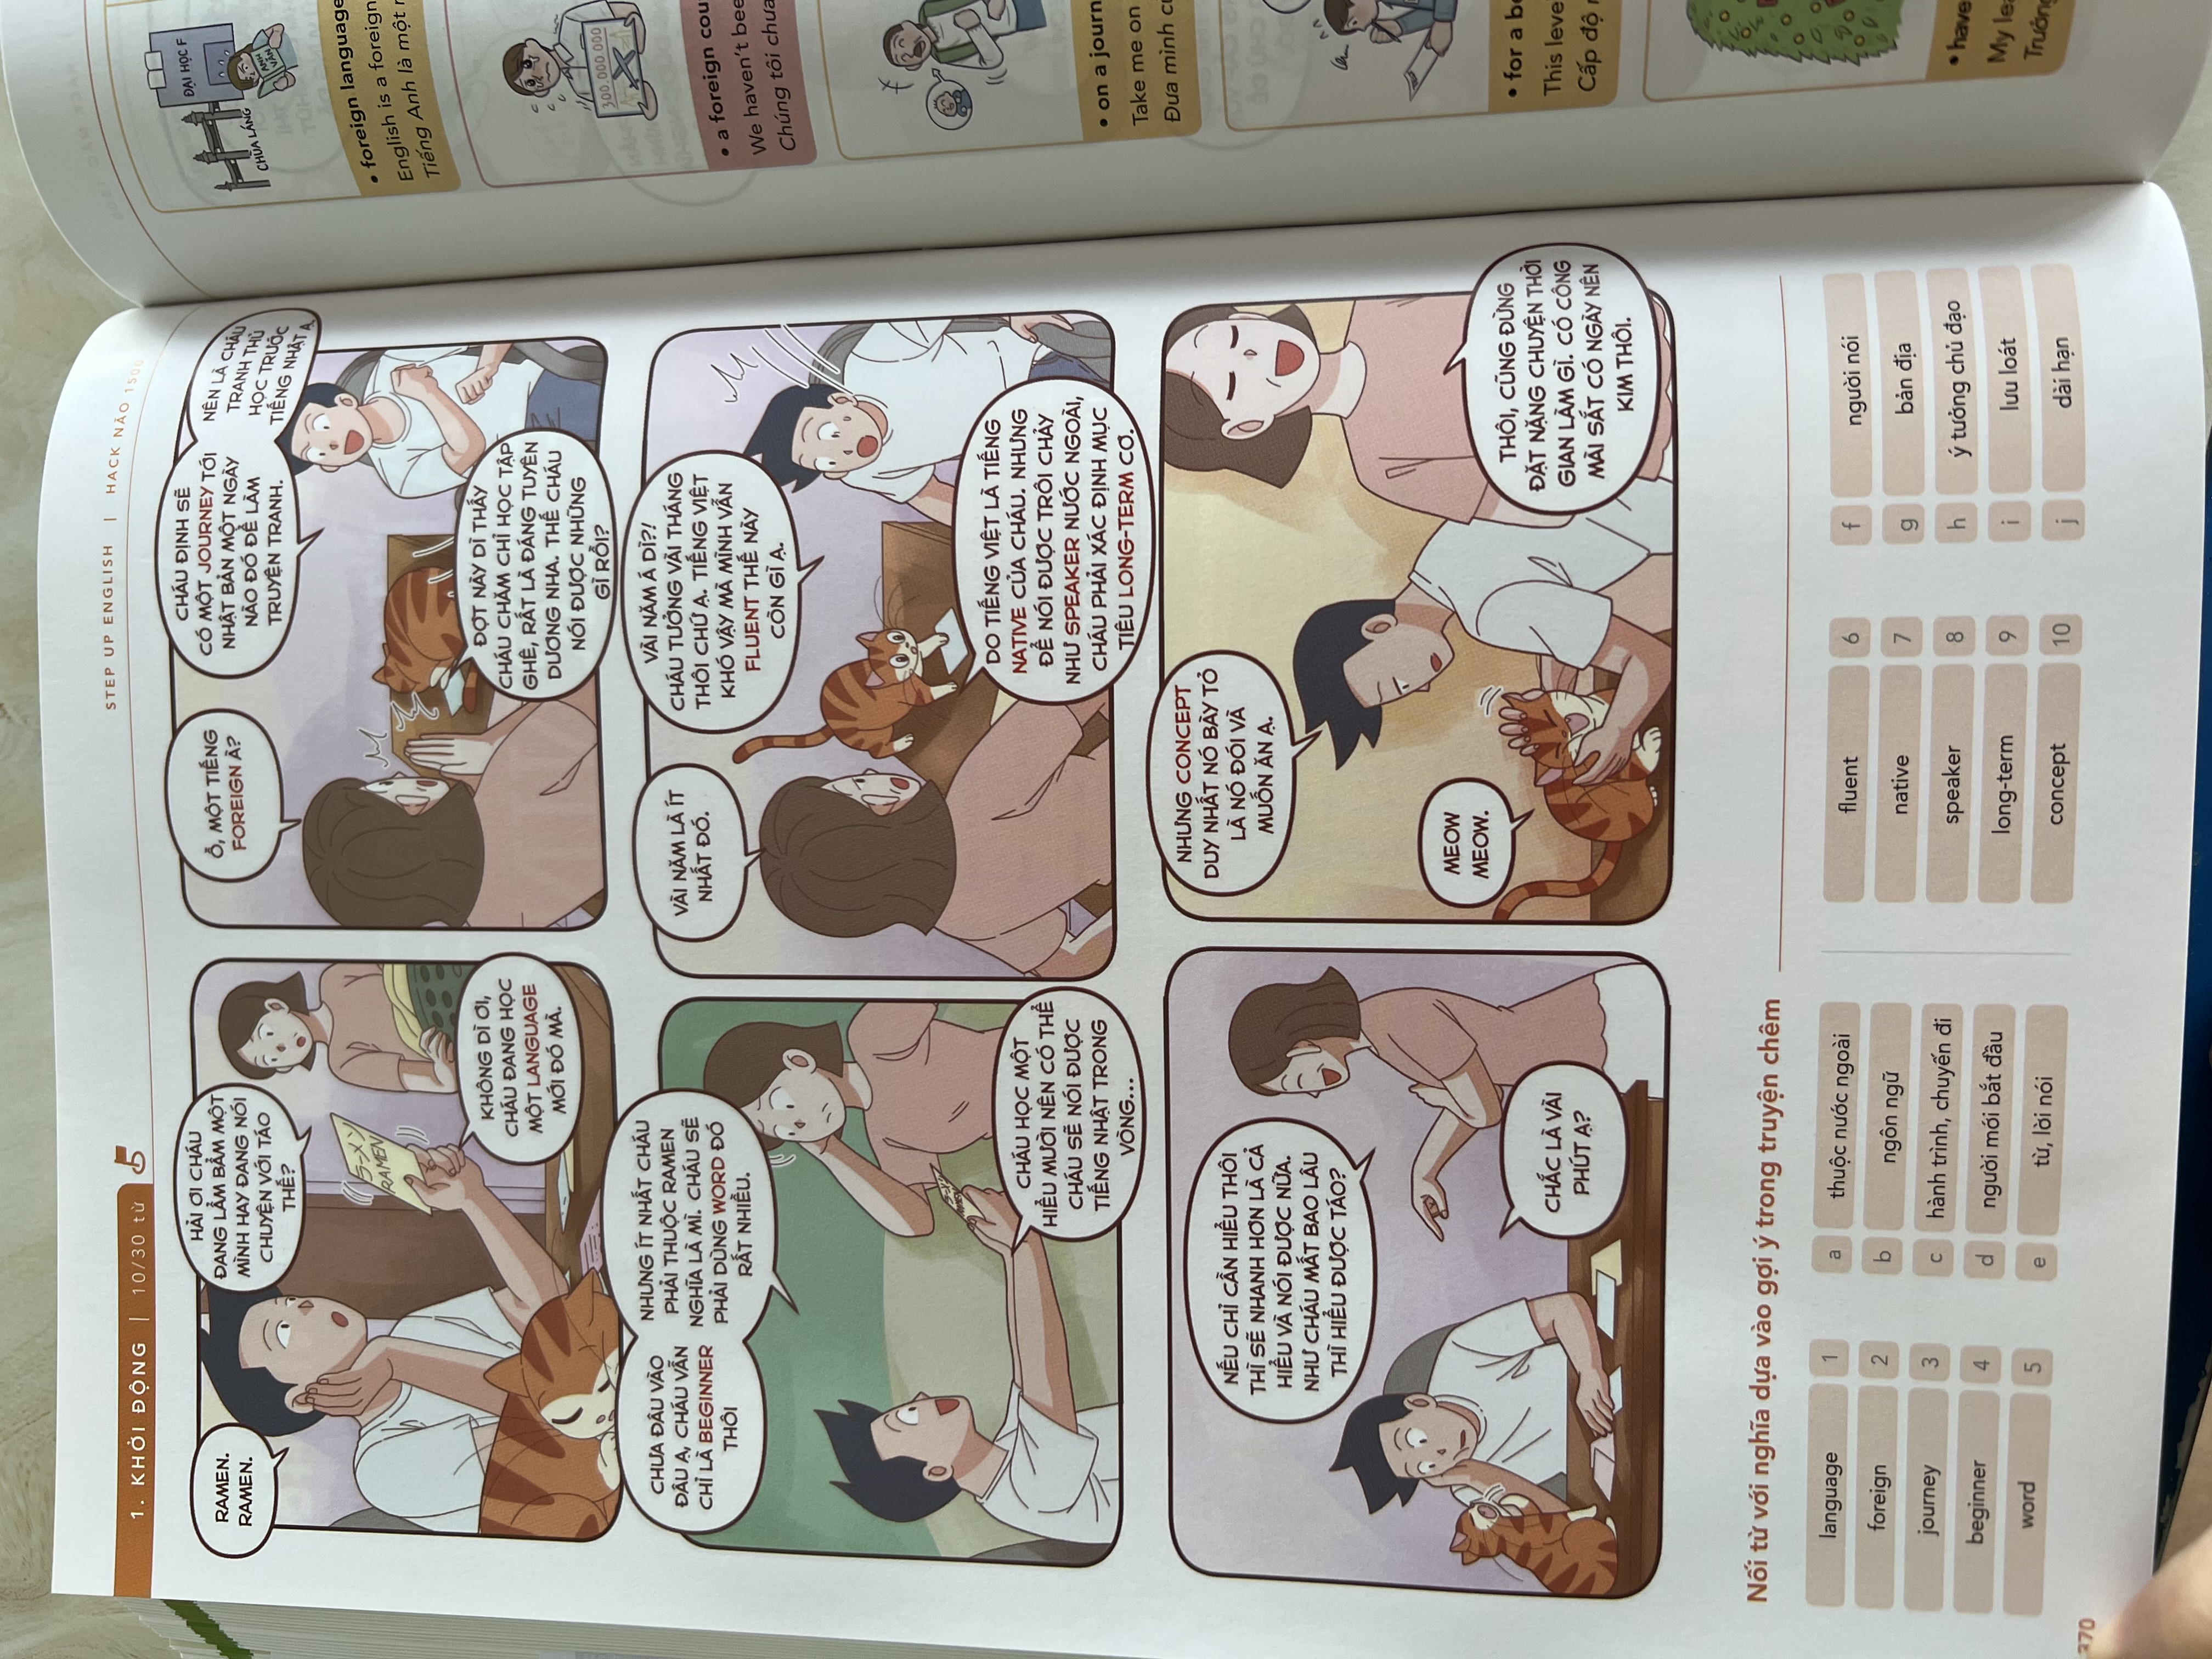 1. KHỞI ĐỘNG | 10/30 từ
STEP UP ENGLISH | HACK NÃO 1500
RAMEN.
RAMEN.
HẢI ƠI CHÁU
ĐANG LẨM BẨM MỘT
MÌNH HAY ĐANG NÓI
CHUYỆN VỚI TÁO
THẾ?
ラーメン
RAMEN
KHÔNG DÌ ƠI,
CHÁU ĐANG HỌC
MỘT LANGUAGE
MỚI ĐÓ MÀ.
Ồ, MỘT TIẾNG
FOREIGN À?
CHÁU ĐỊNH SẼ
CÓ MỘT JOURNEY TỚI
NHẬT BẢN MỘT NGÀY
NÀO ĐÓ ĐỂ LÀM
TRUYỆN TRANH.
NÊN LÀ CHÁU
TRANH THỦ
HỌC TRƯỚC
TIẾNG NHẬT Ạ.
ĐỢT NÀY DÌ THẤY
CHÁU CHĂM CHỈ HỌC TẬP
GHÊ, RẤT LÀ ĐÁNG TUYÊN
DƯƠNG NHA. THẾ CHÁU
NÓI ĐƯỢC NHỮNG
GÌ RỒI?
CHƯA ĐÂU VÀO
ĐÂU Ạ, CHÁU VẪN
CHỈ LÀ BEGINNER
THÔI
NHƯNG ÍT NHẤT CHÁU
PHẢI THUỘC RAMEN
NGHĨA LÀ MÌ. CHÁU SẼ
PHẢI DÙNG WORD ĐÓ
RẤT NHIỀU.
RAMEN
CHÁU HỌC MỘT
HIỂU MƯỜI NÊN CÓ THỂ
CHÁU SẼ NÓI ĐƯỢC
TIẾNG NHẬT TRONG
VÒNG...
VÀI NĂM LÀ ÍT
NHẤT ĐÓ.
VÀI NĂM Á DÌ?!
CHÁU TƯỞNG VÀI THÁNG
THÔI CHỨ Ạ. TIẾNG VIỆT
KHÓ VẬY MÀ MÌNH VẪN
FLUENT THẾ NÀY
CÒN GÌ Ạ.
DO TIẾNG VIỆT LÀ TIẾNG
NATIVE CỦA CHÁU. NHƯNG
ĐỂ NÓI ĐƯỢC TRÔI CHẢY
NHƯ SPEAKER NƯỚC NGOÀI,
CHÁU PHẢI XÁC ĐỊNH MỤC
TIÊU LONG-TERM CƠ.
NẾU CHỈ CẦN HIỂU THÔI
THÌ SẼ NHANH HƠN LÀ CẢ
HIỂU VÀ NÓI ĐƯỢC NỮA.
NHƯ CHÁU MẤT BAO LÂU
THÌ HIỂU ĐƯỢC TÁO?
CHẮC LÀ VÀI
PHÚT Ạ?
NHƯNG CONCEPT
DUY NHẤT NÓ BÀY TỎ
LÀ NÓ ĐÓI VÀ
MUỐN ĂN Ạ.
MEOW
MEOW.
THÔI, CŨNG ĐỪNG
ĐẶT NẶNG CHUYỆN THỜI
GIAN LÀM GÌ. CÓ CÔNG
MÀI SẮT CÓ NGÀY NÊN
KIM THÔI.
Nối từ với nghĩa dựa vào gợi ý trong truyện chêm
language 1 a thuộc nước ngoài
foreign 2 b ngôn ngữ
journey 3 c hành trình, chuyến đi
beginner 4 d người mới bắt đầu
word 5 e từ, lời nói
fluent 6 f người nói
native 7 g bản địa
speaker 8 h ý tưởng chủ đạo
long-term 9 i lưu loát
concept 10 j dài hạn
370
ĐẠI HỌC F
CHÙA LÁNG
ANH
VĂN
• foreign language
English is a foreign
Tiếng Anh là một
300.000.000
• a foreign cou
We haven't bee
Chúng tôi chưa
• on a journ
Take me on
Đưa mình
• for a be
This leve
Cấp độ
• have
My le
Trưởng